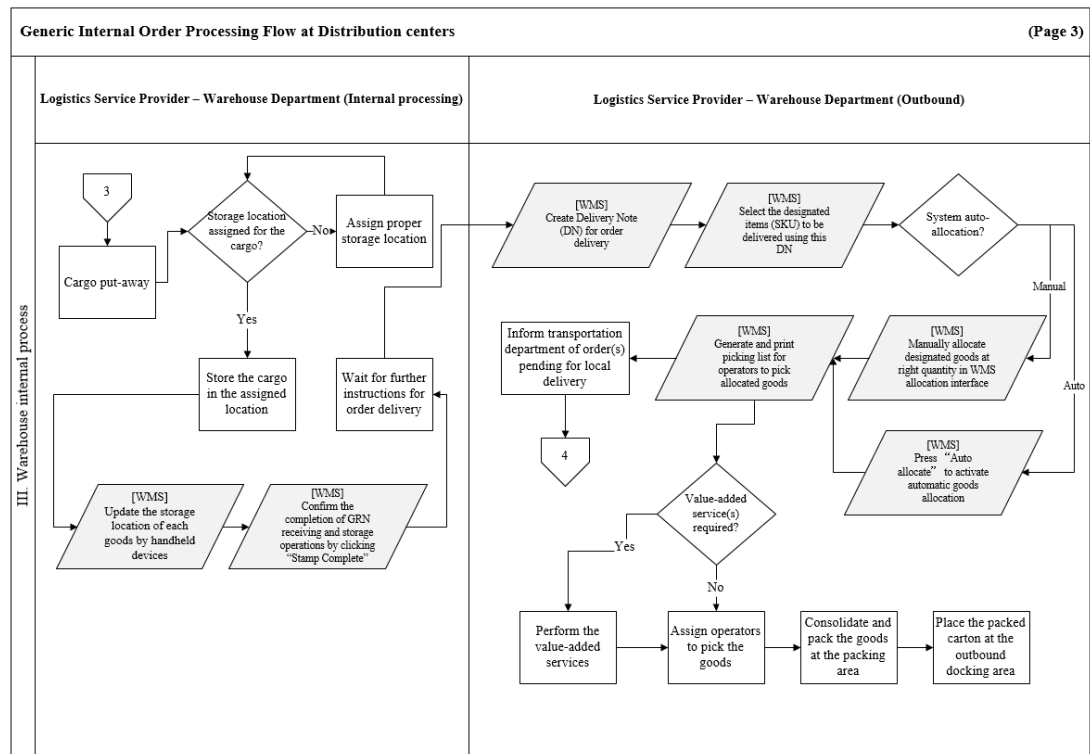 Generic Internal Order Processing Flow at Distribution centers (Page 3)
III. Warehouse internal process
Logistics Service Provider – Warehouse Department (Internal processing)
Logistics Service Provider – Warehouse Department (Outbound)
3
Cargo put-away
Storage location
assigned for the
cargo?
No
Assign proper
storage location
Yes
Store the cargo
in the assigned
location
Wait for further
instructions for
order delivery
[WMS]
Update the storage
location of each
goods by handheld
devices
[WMS]
Confirm the
completion of GRN
receiving and storage
operations by clicking
“Stamp Complete”
[WMS]
Create Delivery Note
(DN) for order
delivery
[WMS]
Select the designated
items (SKU) to be
delivered using this
DN
System auto-
allocation?
Manual
Auto
Inform transportation
department of order(s)
pending for local
delivery
[WMS]
Generate and print
picking list for
operators to pick
allocated goods
[WMS]
Manually allocate
designated goods at
right quantity in WMS
allocation interface
4
[WMS]
Press “Auto
allocate” to activate
automatic goods
allocation
Value-added
service(s)
required?
Yes
No
Perform the
value-added
services
Assign operators
to pick the
goods
Consolidate and
pack the goods
at the packing
area
Place the packed
carton at the
outbound
docking area